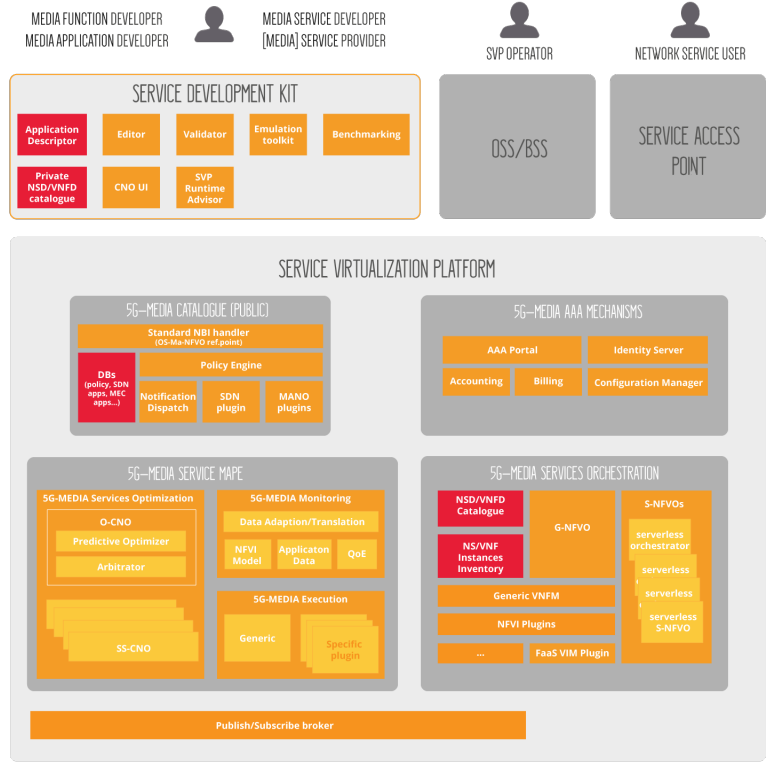 MEDIA FUNCTION DEVELOPER
MEDIA APPLICATION DEVELOPER
MEDIA SERVICE DEVELOPER
[MEDIA] SERVICE PROVIDER
SVP OPERATOR
NETWORK SERVICE USER
SERVICE DEVELOPMENT KIT
Application
Descriptor
Editor
Validator
Emulation
toolkit
Benchmarking
Private
NSD/VNFD
catalogue
CNO UI
SVP
Runtime
Advisor
OSS/BSS
SERVICE ACCESS
POINT
SERVICE VIRTUALIZATION PLATFORM
5G-MEDIA CATALOGUE (PUBLIC)
Standard NBI handler
(OS-Ma-NFVO ref.point)
DBs
(policy, SDN
apps, MEC
apps...)
Policy Engine
Notification
Dispatch
SDN
plugin
MANO
plugins
5G-MEDIA AAA MECHANISMS
AAA Portal
Identity Server
Accounting
Billing
Configuration Manager
5G-MEDIA SERVICE MAPE
5G-MEDIA Services Optimization
O-CNO
Predictive Optimizer
Arbitrator
SS-CNO
5G-MEDIA Monitoring
Data Adaption/Translation
NFVI
Model
Applicaton
Data
QoE
5G-MEDIA Execution
Generic
Specific
plugin
5G-MEDIA SERVICES ORCHESTRATION
NSD/VNFD
Catalogue
NS/VNF
Instances
Inventory
G-NFVO
Generic VNFM
NFVI Plugins
...
FaaS VIM Plugin
S-NFVOs
serverless
orchestrator
serverless
serverless
serverless
S-NFVO
Publish/Subscribe broker